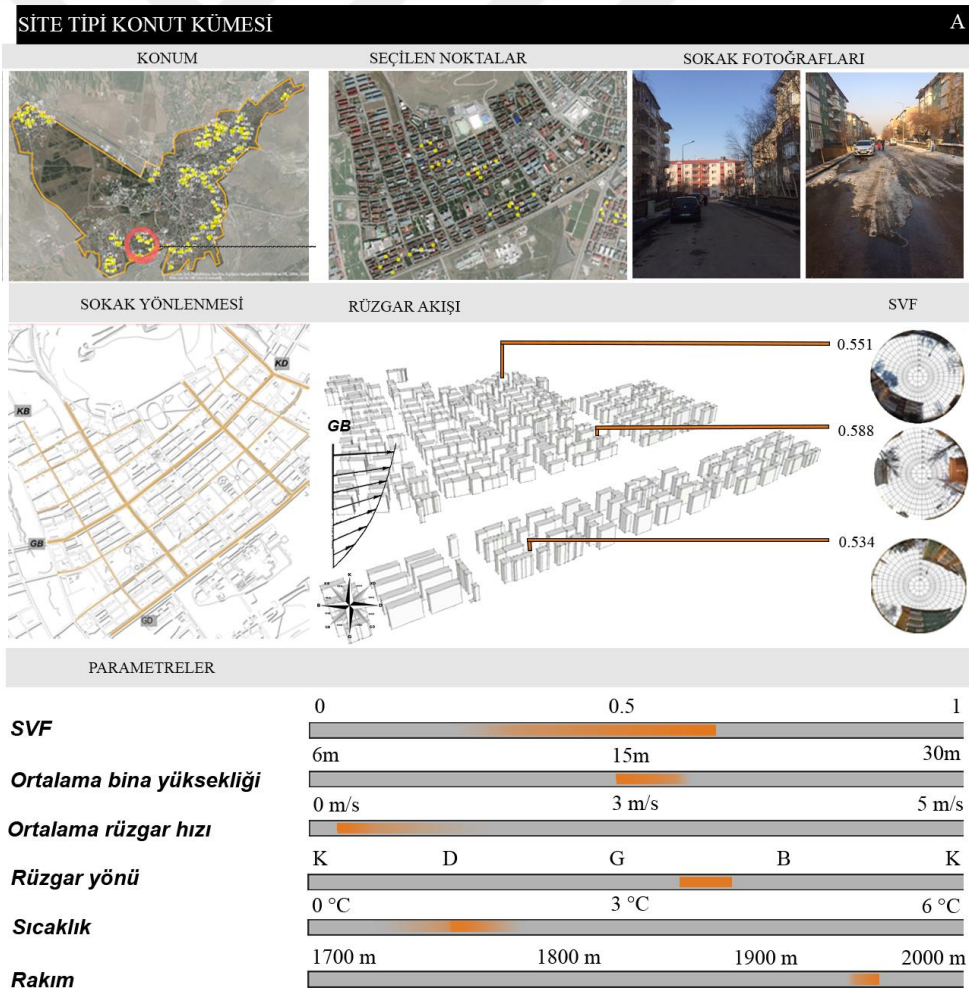 SİTE TİPİ KONUT KÜMESİ A
KONUM SEÇİLEN NOKTALAR SOKAK FOTOĞRAFLARI
SOKAK YÖNLENMESİ RÜZGAR AKIŞI SVF
KD
KB
GB
GD
GB
0.551
0.588
0.534
PARAMETRELER
0 0.5 1
SVF
6m 15m 30m
Ortalama bina yüksekliği
0 m/s 3 m/s 5 m/s
Ortalama rüzgar hızı
K D G B K
Rüzgar yönü
0 °C 3 °C 6 °C
Sıcaklık
1700 m 1800 m 1900 m 2000 m
Rakım